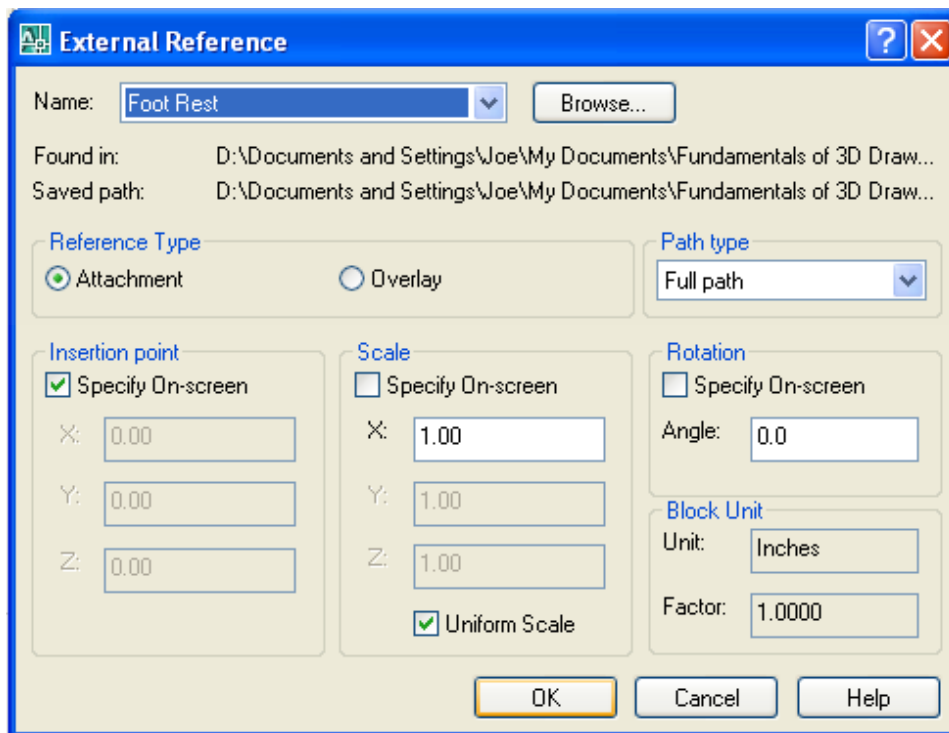 External Reference
Name: Foot Rest Browse...
Found in: D:\Documents and Settings\Joe\My Documents\Fundamentals of 3D Draw...
Saved path: D:\Documents and Settings\Joe\My Documents\Fundamentals of 3D Draw...
Reference Type
Attachment Overlay
Path type
Full path
Insertion point
Specify On-screen
X: 0.00
Y: 0.00
Z: 0.00
Scale
Specify On-screen
X: 1.00
Y: 1.00
Z: 1.00
Uniform Scale
Rotation
Specify On-screen
Angle: 0.0
Block Unit
Unit: Inches
Factor: 1.0000
OK Cancel Help